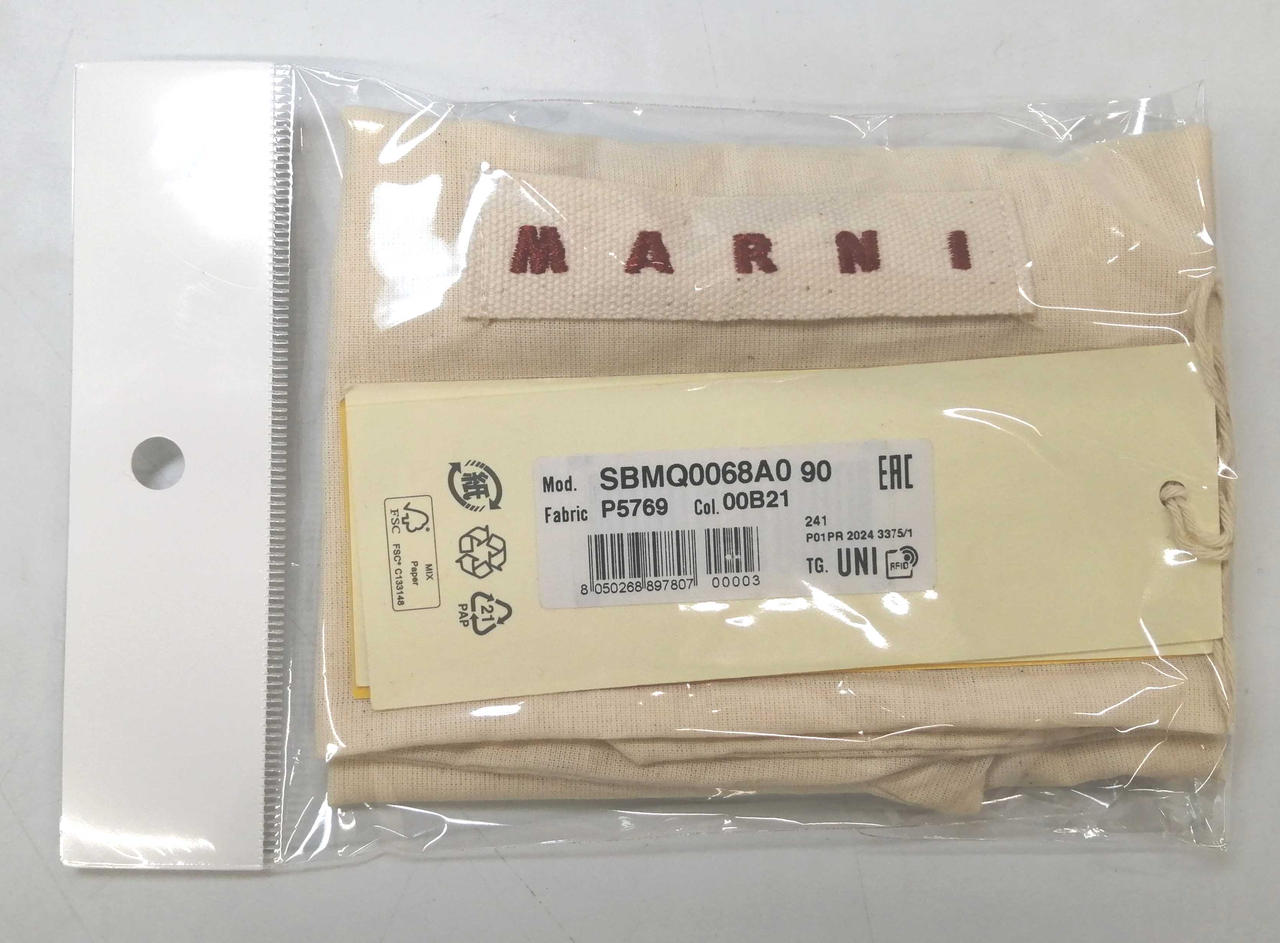 MARNI
Mod. SBMQ0068A0 90
Fabric P5769 Col. 00B21
EAC
241
P01PR 2024 3375/1
TG. UNI RFID
8 050268 897807 00003
紙
21
PAP
FSC
MIX
Paper
FSC® C133148